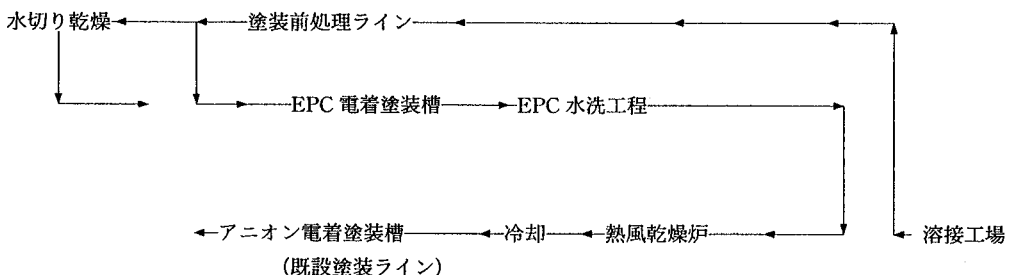 水切り乾燥 塗装前処理ライン
EPC 電着塗装槽 EPC 水洗工程
アニオン電着塗装槽 冷却 熱風乾燥炉 溶接工場
(既設塗装ライン)